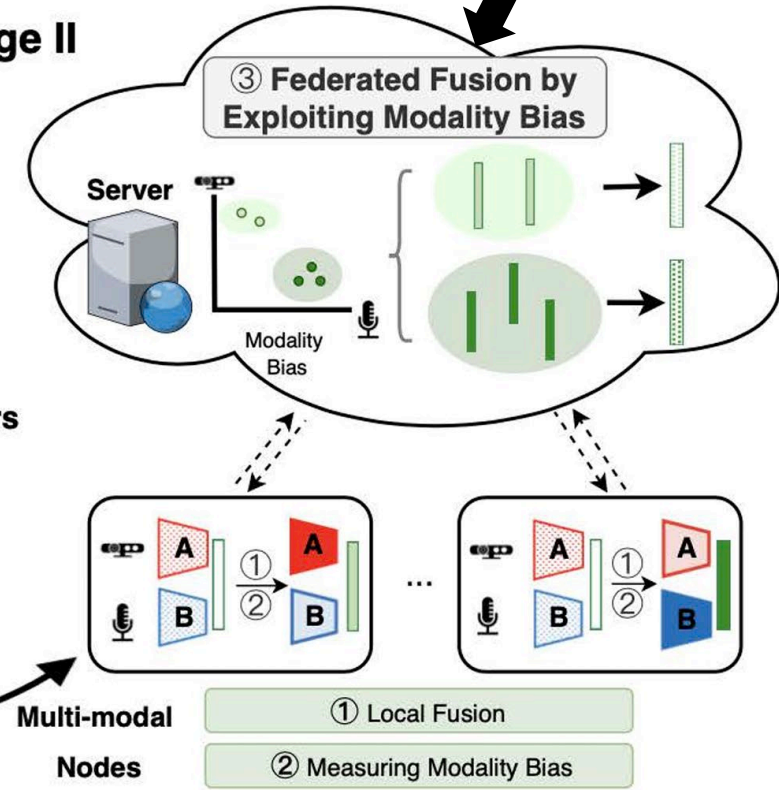 ge II
③ Federated Fusion by
Exploiting Modality Bias
Server
Modality
Bias
rs
A
A
①
②
B
B
...
A
A
①
②
B
B
Multi-modal
Nodes
① Local Fusion
② Measuring Modality Bias